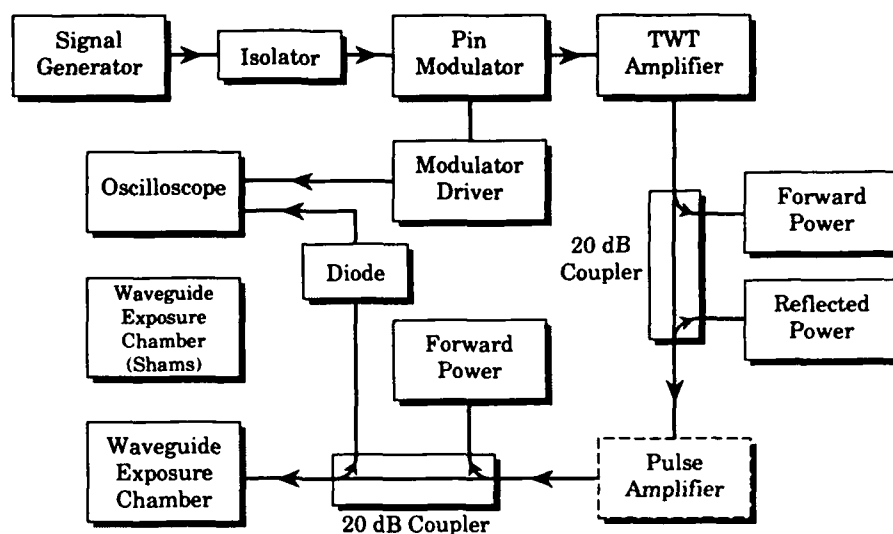 Signal
Generator
Isolator
Pin
Modulator
TWT
Amplifier
Oscilloscope
Modulator
Driver
20 dB
Coupler
Forward
Power
Diode
Waveguide
Exposure
Chamber
(Shams)
Forward
Power
Reflected
Power
Waveguide
Exposure
Chamber
20 dB Coupler
Pulse
Amplifier